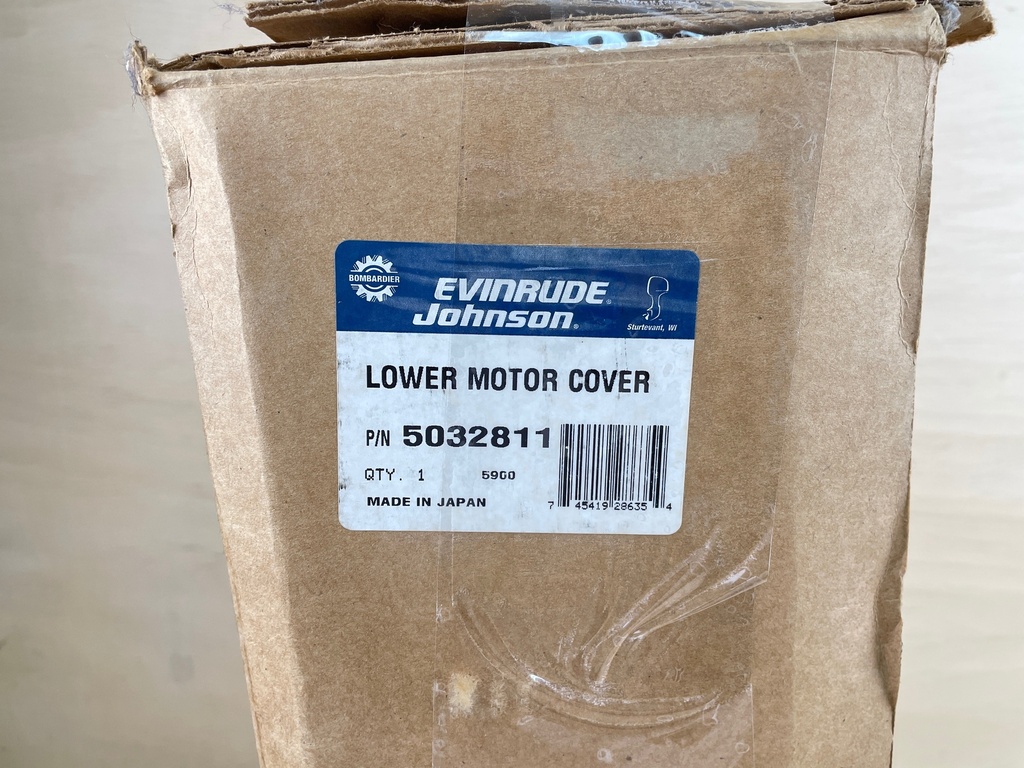 BOMBARDIER
EVINRUDE®
Johnson®
Sturtevant, WI
LOWER MOTOR COVER
P/N 5032811
QTY. 1 5900
MADE IN JAPAN
7 45419 28635 4